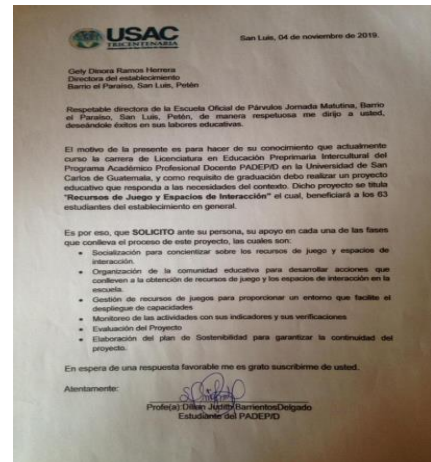 USAC
TRICENTENARIA
San Luis, 04 de noviembre de 2019.
Gely Dinora Ramos Herrera
Directora del establecimiento
Barrio el Paraíso, San Luis, Petén
Respetable directora de la Escuela Oficial de Párvulos Jornada Matutina, Barrio
el Paraíso, San Luis, Petén, de manera respetuosa me dirijo a usted,
deseándole éxitos en sus labores educativas.
El motivo de la presente es para hacer de su conocimiento que actualmente
curso la carrera de Licenciatura en Educación Preprimaria Intercultural del
Programa Académico Profesional Docente PADEP/D en la Universidad de San
Carlos de Guatemala, y como requisito de graduación debo realizar un proyecto
educativo que responda a las necesidades del contexto. Dicho proyecto se titula
"Recursos de Juego y Espacios de Interacción" el cual, beneficiará a los 63
estudiantes del establecimiento en general.
Es por eso, que SOLICITO ante su persona, su apoyo en cada una de las fases
que conlleva el proceso de este proyecto, las cuales son:
• Socialización para concientizar sobre los recursos de juego y espacios de
interacción.
• Organización de la comunidad educativa para desarrollar acciones que
conlleven a la obtención de recursos de juego y los espacios de interacción en la
escuela.
• Gestión de recursos de juegos para proporcionar un entorno que facilite el
despliegue de capacidades
• Monitoreo de las actividades con sus indicadores y sus verificaciones
• Evaluación del Proyecto
• Elaboración del plan de Sostenibilidad para garantizar la continuidad del
proyecto.
En espera de una respuesta favorable me es grato suscribirme de usted.
Atentamente:
Profe(a) Dillian Judith BarrientosDelgado
Estudiante del PADEP/D